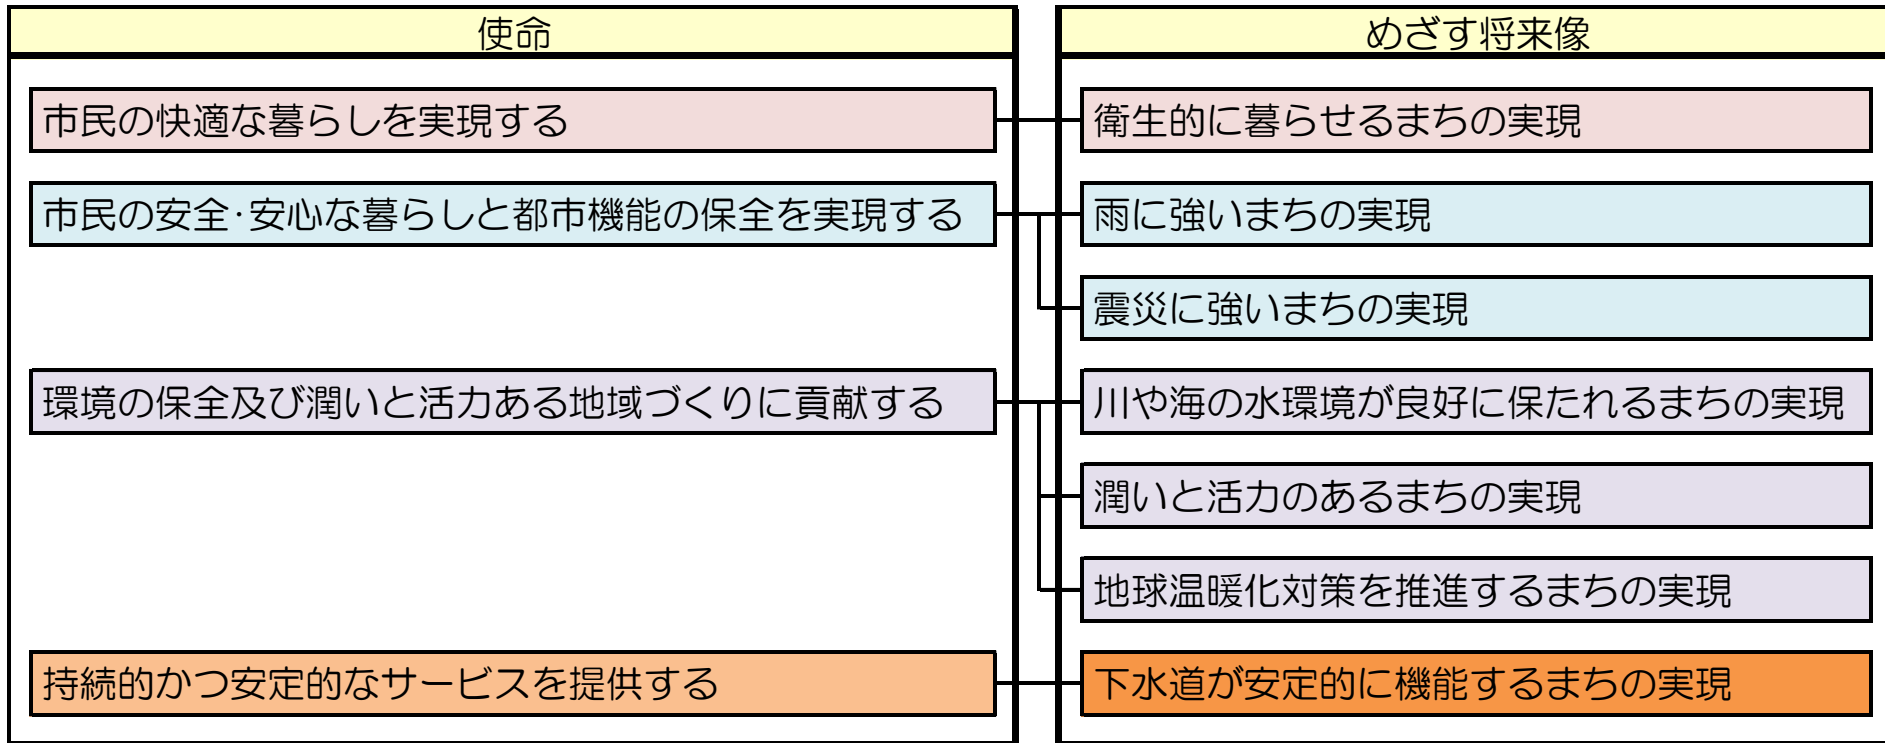 使命
めざす将来像
市民の快適な暮らしを実現する
衛生的に暮らせるまちの実現
市民の安全･安心な暮らしと都市機能の保全を実現する
雨に強いまちの実現
震災に強いまちの実現
環境の保全及び潤いと活力ある地域づくりに貢献する
川や海の水環境が良好に保たれるまちの実現
潤いと活力のあるまちの実現
地球温暖化対策を推進するまちの実現
持続的かつ安定的なサービスを提供する
下水道が安定的に機能するまちの実現